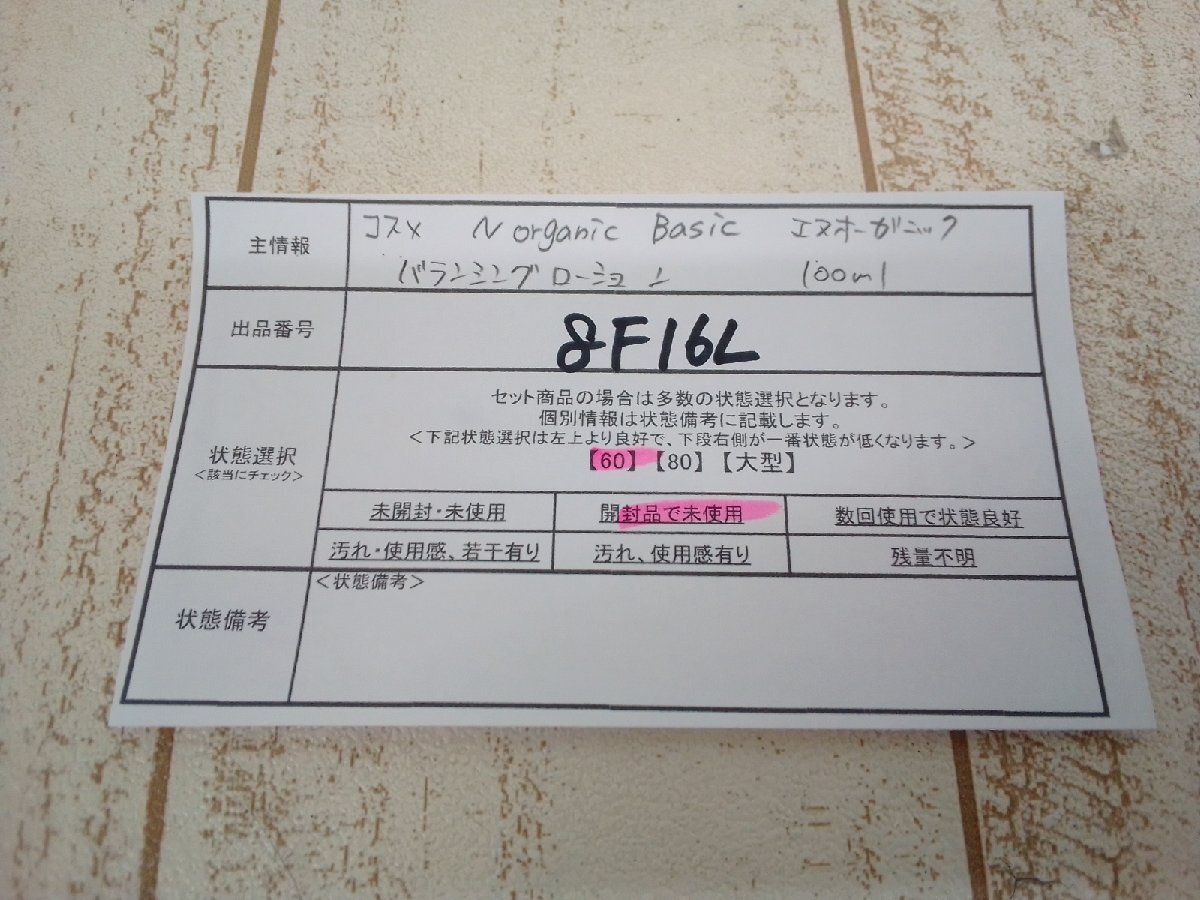 主情報
コスメ N organic Basic エヌオーガニック
バランシングローション 100ml
出品番号
8F16L
状態選択
<該当にチェック>
セット商品の場合は多数の状態選択となります。
個別情報は状態備考に記載します。
<下記状態選択は左上より良好で、下段右側が一番状態が低くなります。>
【60】【80】【大型】
未開封・未使用 開封品で未使用 数回使用で状態良好
汚れ・使用感、若干有り 汚れ、使用感有り 残量不明
状態備考
<状態備考>